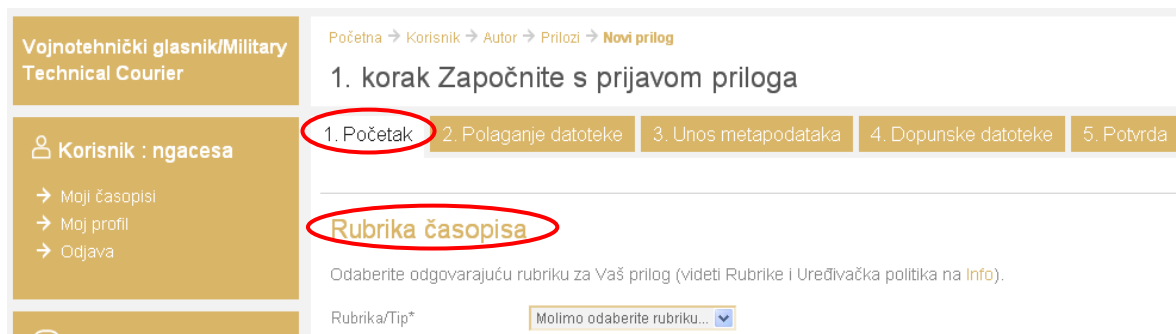 Vojnotehnički glasnik/Military
Technical Courier
Korisnik : ngacesa
Moji časopisi
Moj profil
Odjava
Početna → Korisnik → Autor → Prilozi → Novi prilog
1. korak Započnite s prijavom priloga
1. Početak 2. Polaganje datoteke 3. Unos metapodataka 4. Dopunske datoteke 5. Potvrda
Rubrika časopisa
Odaberite odgovarajuću rubriku za Vaš prilog (videti Rubrike i Uređivačka politika na Info).
Rubrika/Tip* Molimo odaberite rubriku...